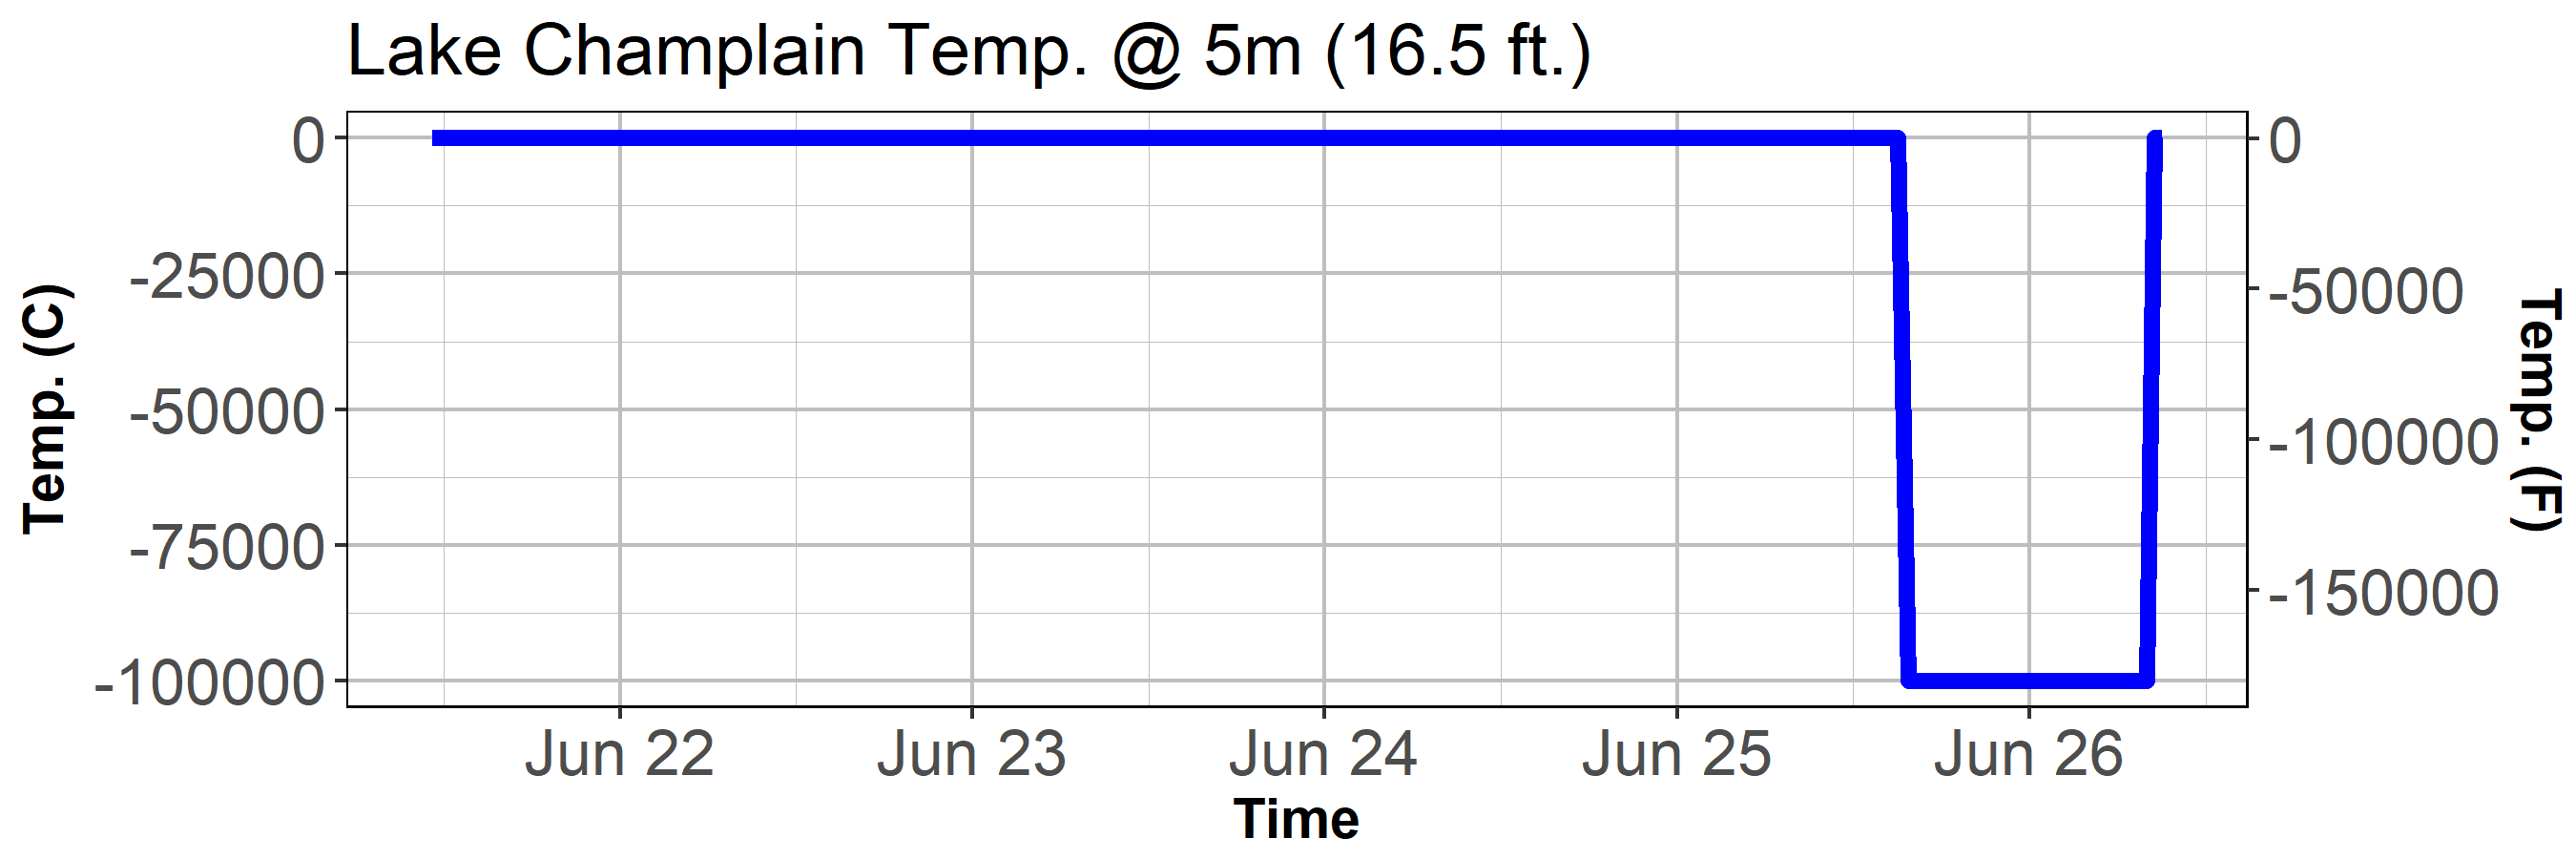 Lake Champlain Temp. @ 5m (16.5 ft.)
Temp. (C)
0
-25000
-50000
-75000
-100000
0
-50000
-100000
-150000
Temp. (F)
Jun 22 Jun 23 Jun 24 Jun 25 Jun 26
Time